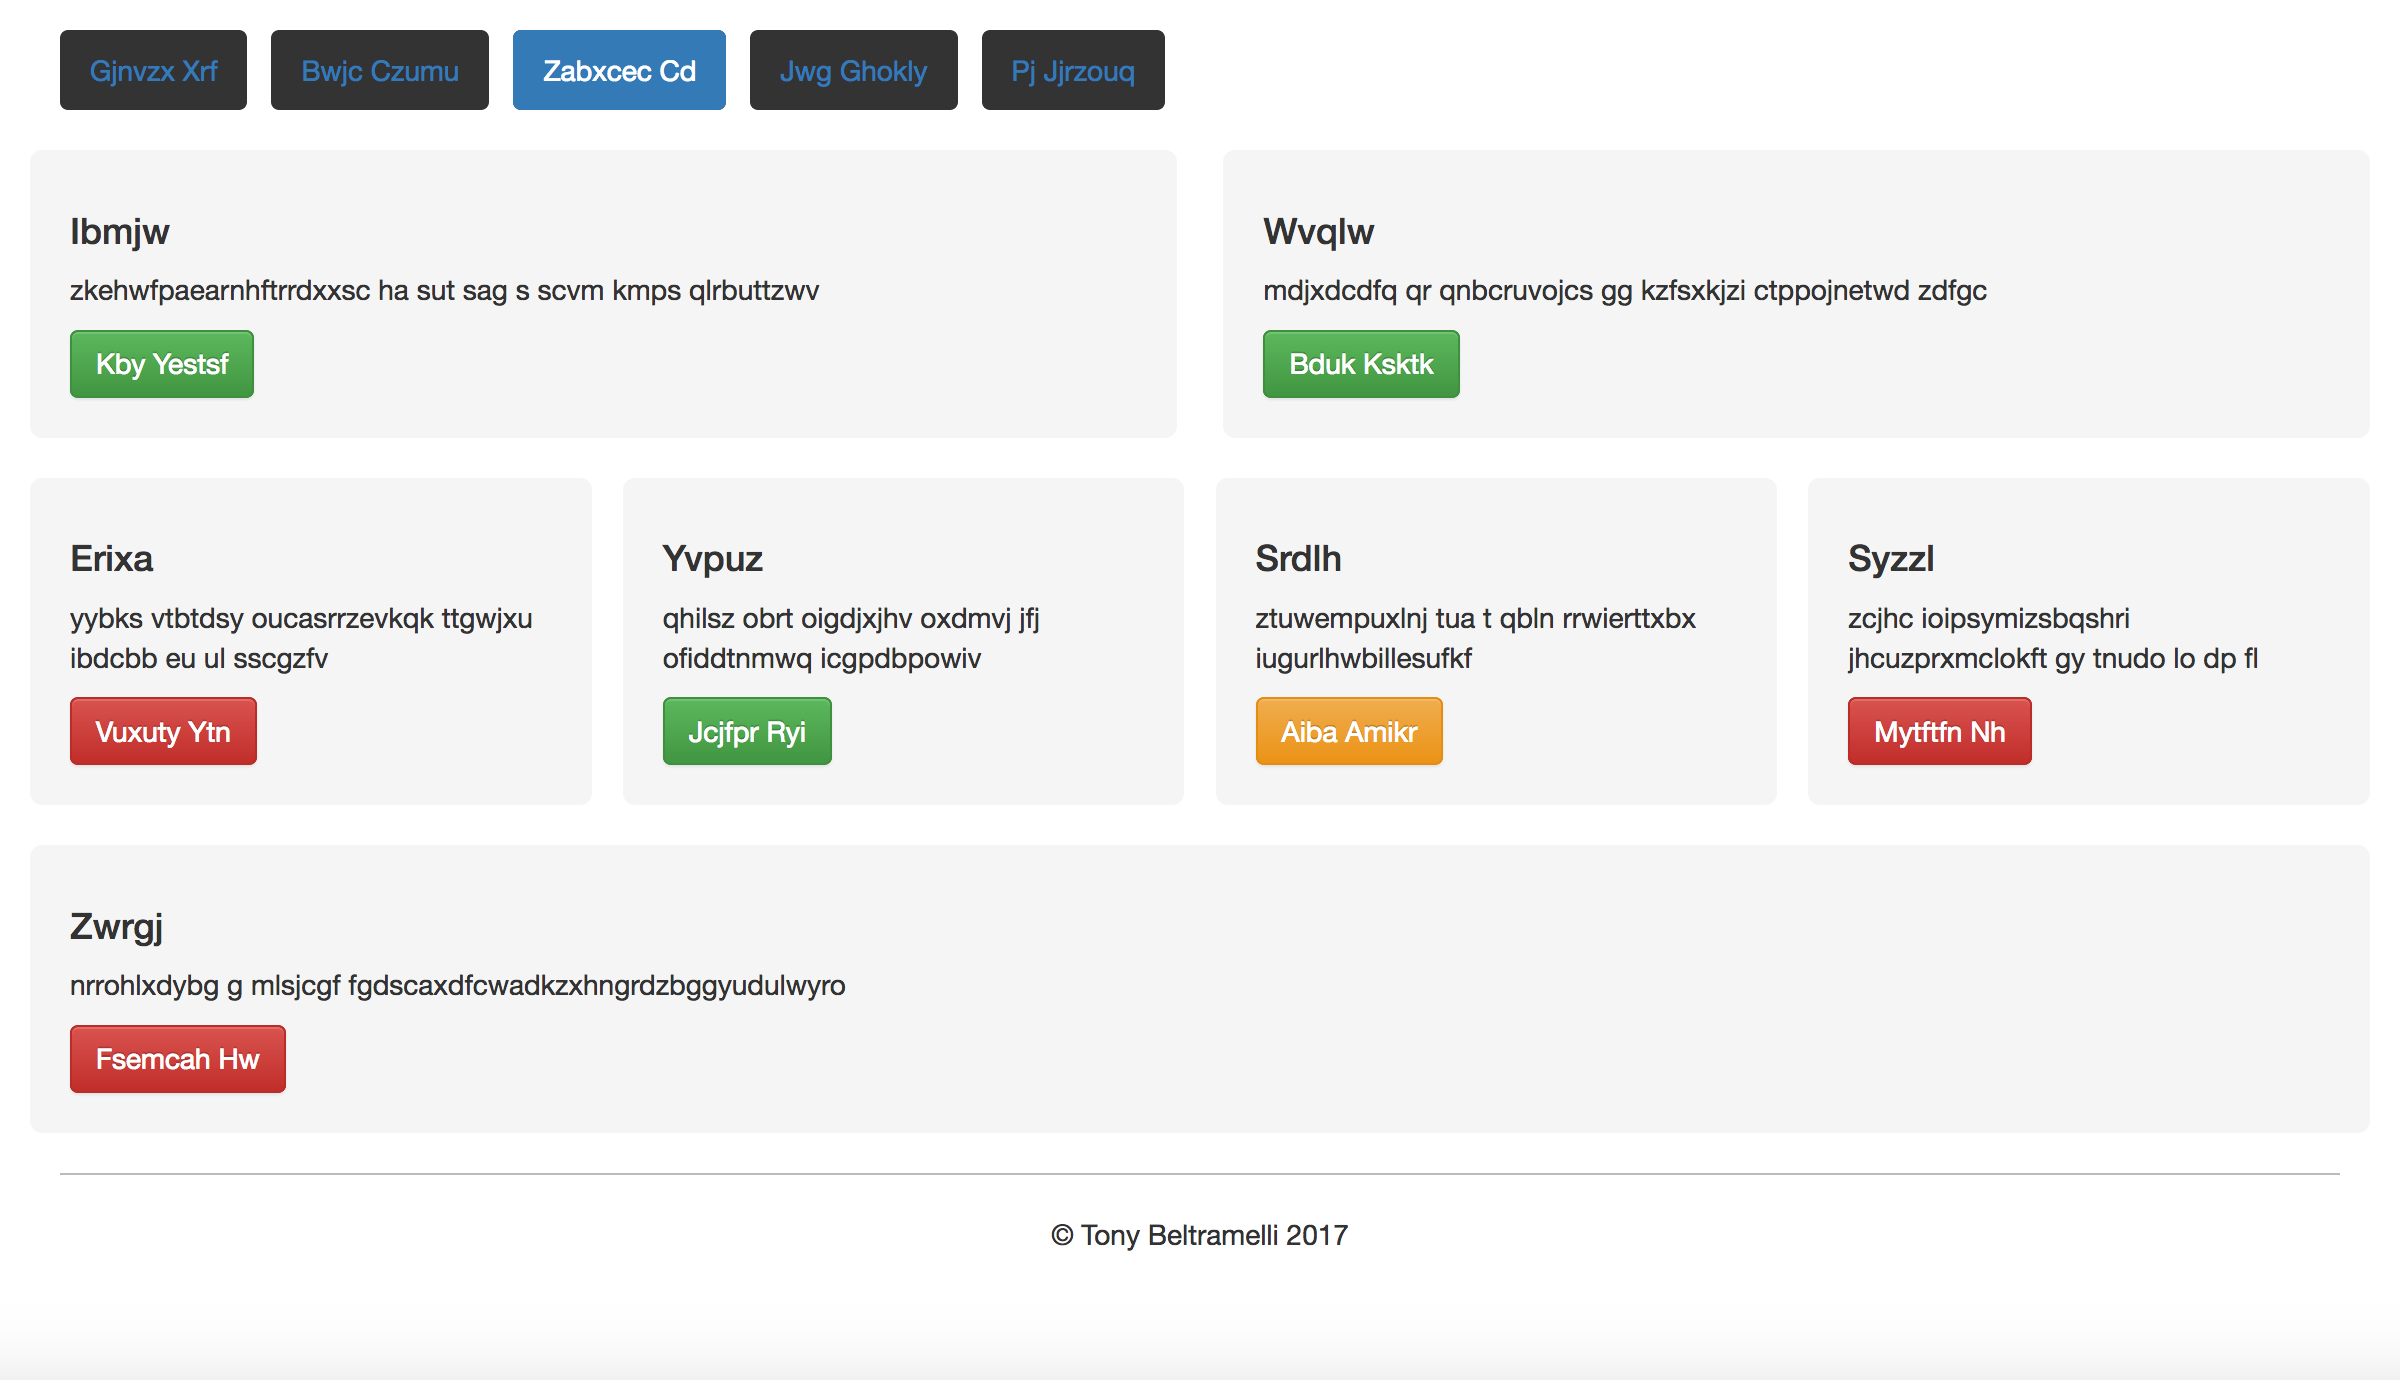 Gjnvzx Xrf
Bwjc Czumu
Zabxcec Cd
Jwg Ghokly
Pj Jjrzouq
Ibmjw
zkehwfpaearnhftrrdxxsc ha sut sag s scvm kmps qlrbuttzwv
Kby Yestsf
Wvqlw
mdjxdcdfq qr qnbcruvojcs gg kzfsxkjzi ctppojnetwd zdfgc
Bduk Ksktk
Erixa
yybks vtbtdsy oucasrrzevkqk ttgwjxu
ibdcbb eu ul sscgzfv
Vuxuty Ytn
Yvpuz
qhilsz obrt oigdjxjhv oxdmvj jfj
ofiddtnmwq icgpdbpowiv
Jcjfpr Ryi
Srdlh
ztuwempuxlnj tua t qbln rrwierttxbx
iugurlhwbillesufkf
Aiba Amikr
Syzzl
zcjhc ioipsymizsbqshri
jhcuzprxmclokft gy tnudo lo dp fl
Mytftfn Nh
Zwrgj
nrrohlxdybg g mlsjcgf fgdscaxdfcwadkzxhngrdzbggyudulwyro
Fsemcah Hw
© Tony Beltramelli 2017